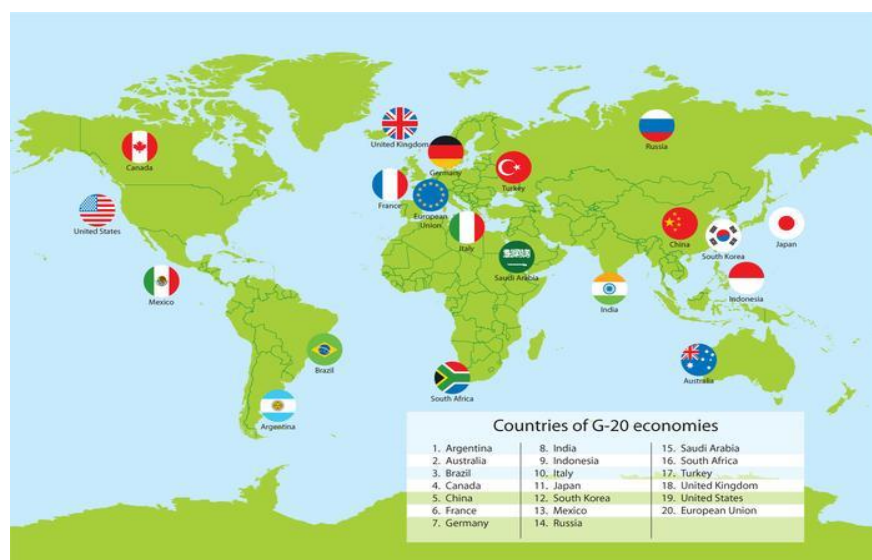 United Kingdom
Canada
Germany
Russia
Turkey
France
European
Union
United States
Italy
China
South Korea
Japan
Saudi Arabia
Mexico
Indonesia
India
Brazil
Australia
South Africa
Argentina
Countries of G-20 economies
1. Argentina
2. Australia
3. Brazil
4. Canada
5. China
6. France
7. Germany
8. India
9. Indonesia
10. Italy
11. Japan
12. South Korea
13. Mexico
14. Russia
15. Saudi Arabia
16. South Africa
17. Turkey
18. United Kingdom
19. United States
20. European Union